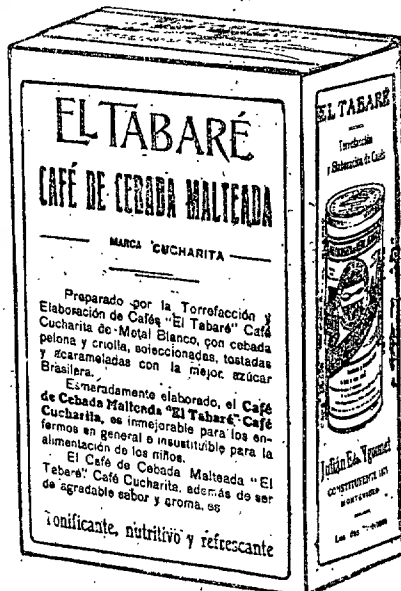 EL TABARÉ
CAFÉ DE CEBADA MALTEADA
MARCA CUCHARITA
Preparado por la Torrefacción y
Elaboración de Cafés "El Tabaré" Café
Cucharita de Metal Blanco, con cebada
pelona y criolla, seleccionadas, tostadas
y acarameladas con la mejor azúcar
Brasilera.
Esmeradamente elaborado, el Café
de Cebada Malteada "El Tabaré" Café
Cucharita, es inmejorable para los en-
fermos en general e insustituible para la
alimentación de los niños.
El Café de Cebada Malteada "El
Tabaré" Café Cucharita, además de ser
de agradable sabor y aroma, es
Tonificante, nutritivo y refrescante
EL TABARÉ
Torrefacción
y Elaboración de Cafés
Julián Ed.
CONSTITUYENTE
MONTEVIDEO